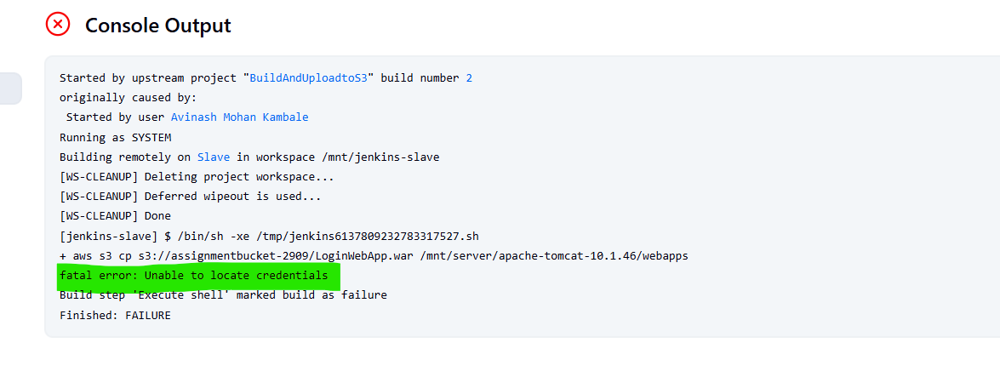 Console Output
Started by upstream project "BuildAndUploadtoS3" build number 2
originally caused by:
Started by user Avinash Mohan Kambale
Running as SYSTEM
Building remotely on Slave in workspace /mnt/jenkins-slave
[WS-CLEANUP] Deleting project workspace...
[WS-CLEANUP] Deferred wipeout is used...
[WS-CLEANUP] Done
[jenkins-slave] $ /bin/sh -xe /tmp/jenkins6137809232783317527.sh
+ aws s3 cp s3://assignmentbucket-2909/LoginWebApp.war /mnt/server/apache-tomcat-10.1.46/webapps
fatal error: Unable to locate credentials
Build step 'Execute shell' marked build as failure
Finished: FAILURE